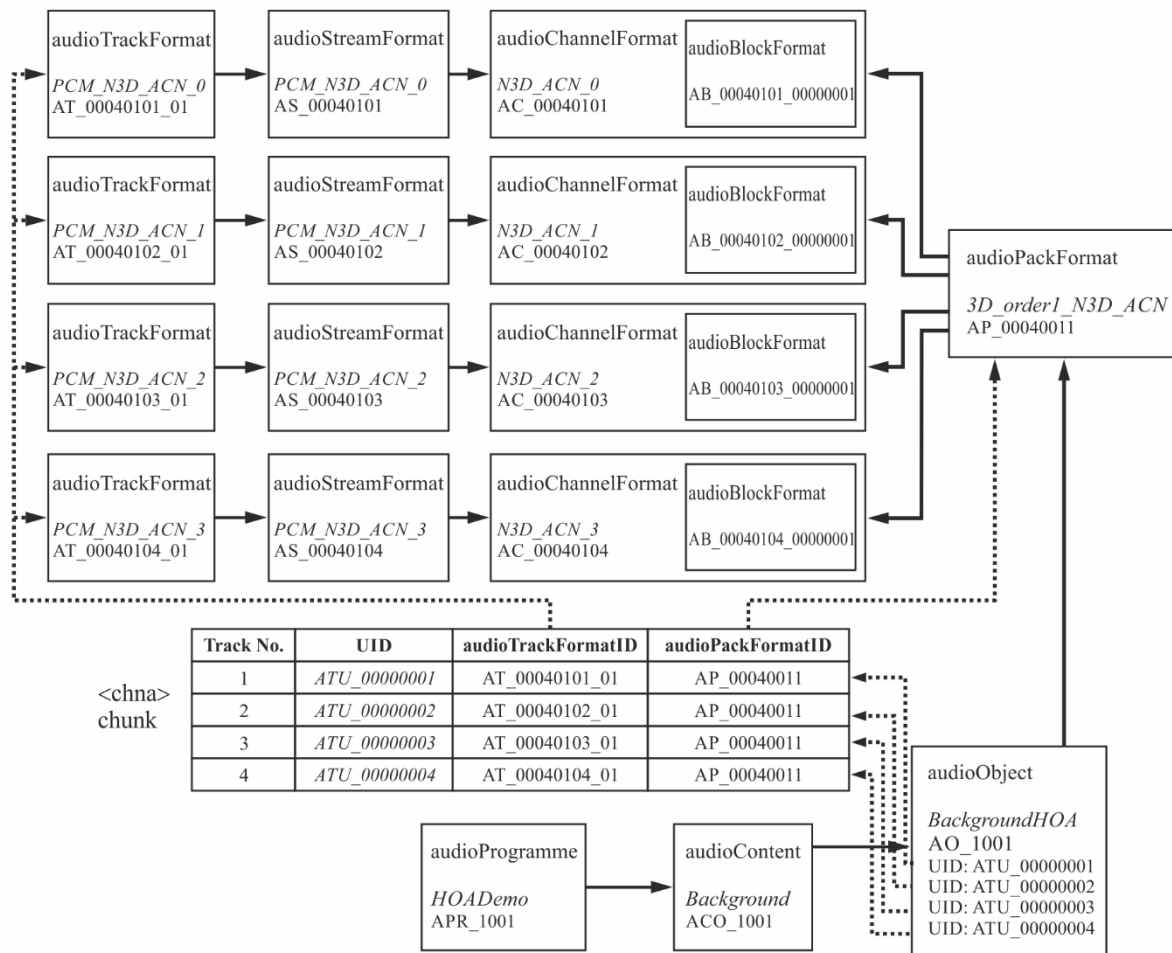 audioTrackFormat
PCM_N3D_ACN_0
AT_00040101_01
audioStreamFormat
PCM_N3D_ACN_0
AS_00040101
audioChannelFormat
N3D_ACN_0
AC_00040101
audioBlockFormat
AB_00040101_00000001
audioTrackFormat
PCM_N3D_ACN_1
AT_00040102_01
audioStreamFormat
PCM_N3D_ACN_1
AS_00040102
audioChannelFormat
N3D_ACN_1
AC_00040102
audioBlockFormat
AB_00040102_00000001
audioPackFormat
3D_order1_N3D_ACN
AP_00040011
audioTrackFormat
PCM_N3D_ACN_2
AT_00040103_01
audioStreamFormat
PCM_N3D_ACN_2
AS_00040103
audioChannelFormat
N3D_ACN_2
AC_00040103
audioBlockFormat
AB_00040103_00000001
audioTrackFormat
PCM_N3D_ACN_3
AT_00040104_01
audioStreamFormat
PCM_N3D_ACN_3
AS_00040104
audioChannelFormat
N3D_ACN_3
AC_00040104
audioBlockFormat
AB_00040104_00000001
<chna>
chunk
Track No. UID audioTrackFormatID audioPackFormatID
1 ATU_00000001 AT_00040101_01 AP_00040011
2 ATU_00000002 AT_00040102_01 AP_00040011
3 ATU_00000003 AT_00040103_01 AP_00040011
4 ATU_00000004 AT_00040104_01 AP_00040011
audioProgramme
HOADemo
APR_1001
audioContent
Background
ACO_1001
audioObject
BackgroundHOA
AO_1001
UID: ATU_00000001
UID: ATU_00000002
UID: ATU_00000003
UID: ATU_00000004